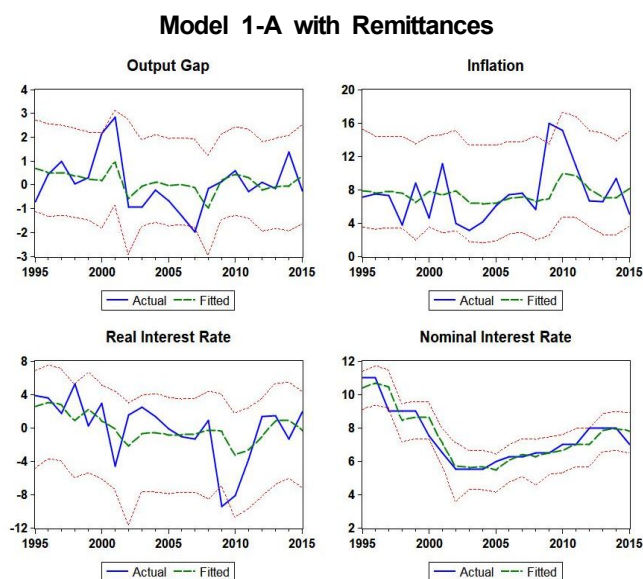 Model 1-A with Remittances
Output Gap
4
3
2
1
0
-1
-2
-3
1995 2000 2005 2010 2015
Actual Fitted
Inflation
20
16
12
8
4
0
1995 2000 2005 2010 2015
Actual Fitted
Real Interest Rate
8
4
0
-4
-8
-12
1995 2000 2005 2010 2015
Actual Fitted
Nominal Interest Rate
12
10
8
6
4
2
1995 2000 2005 2010 2015
Actual Fitted